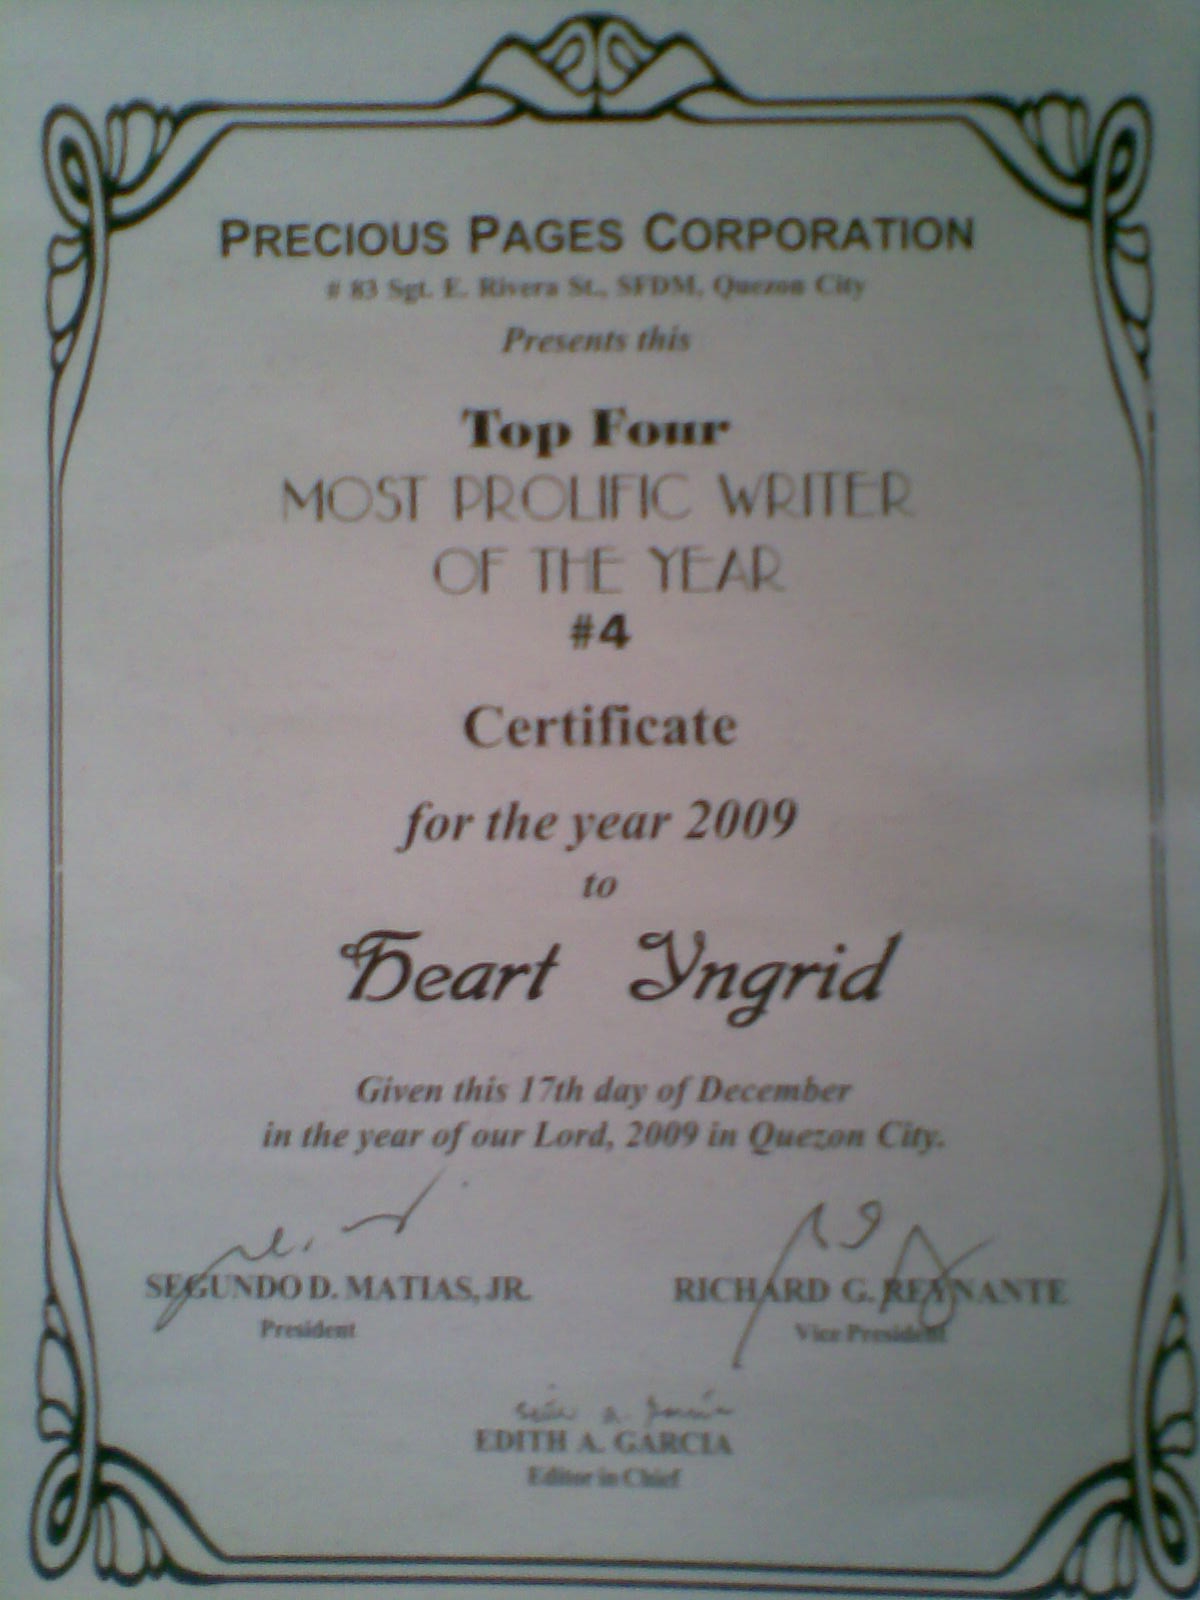 PRECIOUS PAGES CORPORATION
# 83 Sgt. E. Rivera St., SFDM, Quezon City
Presents this
Top Four
MOST PROLIFIC WRITER
OF THE YEAR
#4
Certificate
for the year 2009
to
Heart Yngrid
Given this 17th day of December
in the year of our Lord, 2009 in Quezon City.
SEGUNDO D. MATIAS, JR.
President
RICHARD G. REYNANTE
Vice President
EDITH A. GARCIA
Editor in Chief